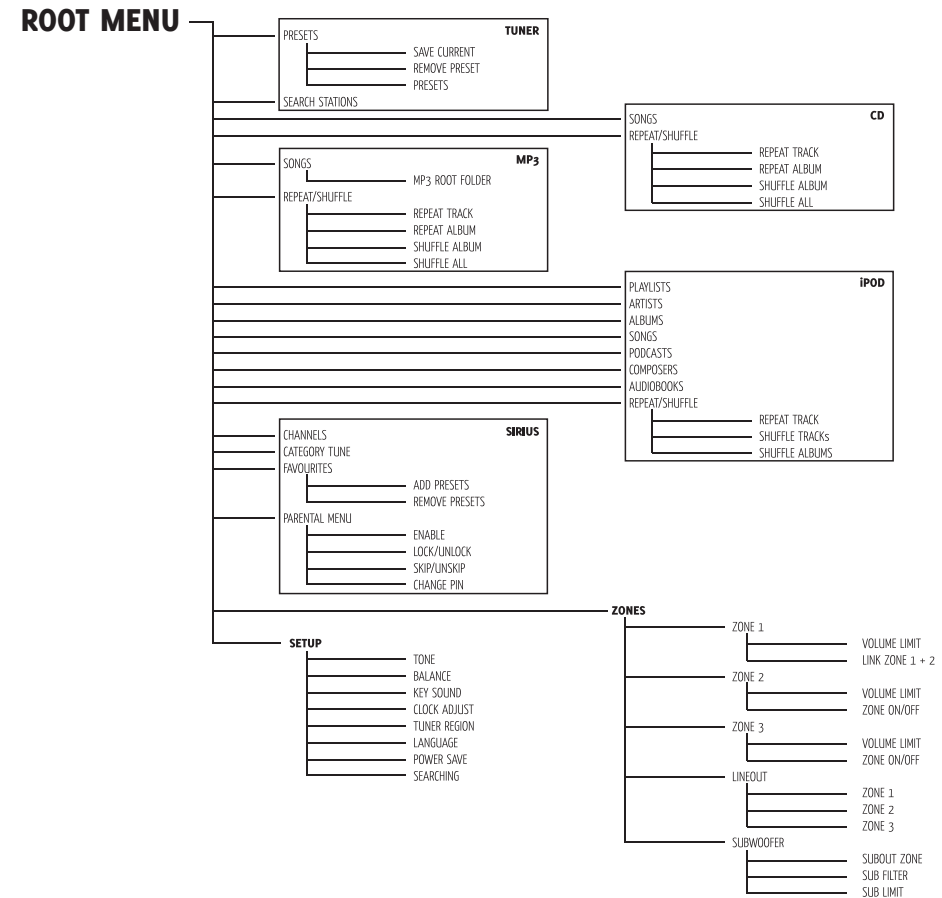 ROOT MENU
TUNER
PRESETS
SAVE CURRENT
REMOVE PRESET
PRESETS
SEARCH STATIONS
CD
SONGS
REPEAT/SHUFFLE
REPEAT TRACK
REPEAT ALBUM
SHUFFLE ALBUM
SHUFFLE ALL
MP3
SONGS
MP3 ROOT FOLDER
REPEAT/SHUFFLE
REPEAT TRACK
REPEAT ALBUM
SHUFFLE ALBUM
SHUFFLE ALL
iPOD
PLAYLISTS
ARTISTS
ALBUMS
SONGS
PODCASTS
COMPOSERS
AUDIOBOOKS
REPEAT/SHUFFLE
REPEAT TRACK
SHUFFLE TRACKs
SHUFFLE ALBUMS
SIRIUS
CHANNELS
CATEGORY TUNE
FAVOURITES
ADD PRESETS
REMOVE PRESETS
PARENTAL MENU
ENABLE
LOCK/UNLOCK
SKIP/UNSKIP
CHANGE PIN
ZONES
ZONE 1
VOLUME LIMIT
LINK ZONE 1 + 2
ZONE 2
VOLUME LIMIT
ZONE ON/OFF
ZONE 3
VOLUME LIMIT
ZONE ON/OFF
LINEOUT
ZONE 1
ZONE 2
ZONE 3
SUBWOOFER
SUBOUT ZONE
SUB FILTER
SUB LIMIT
SETUP
TONE
BALANCE
KEY SOUND
CLOCK ADJUST
TUNER REGION
LANGUAGE
POWER SAVE
SEARCHING